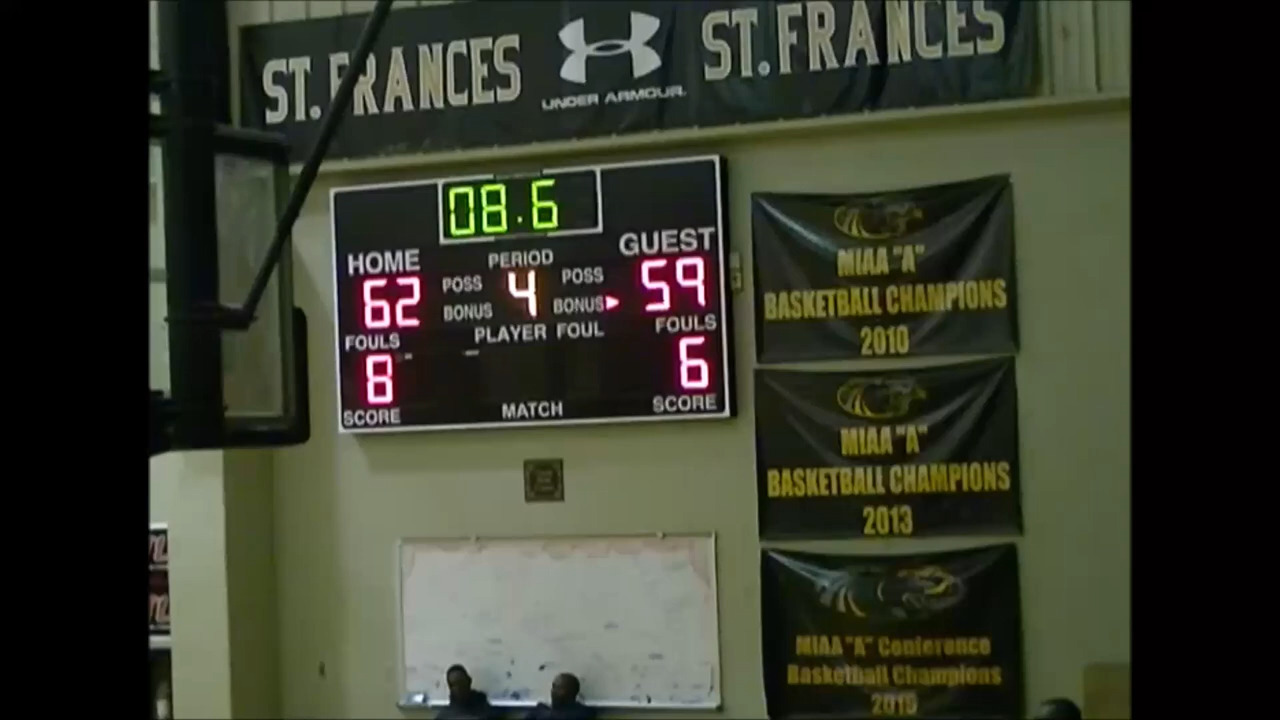 ST. FRANCES
UNDER ARMOUR.
ST. FRANCES
08.6
HOME
PERIOD
GUEST
62
POSS
4
POSS
59
BONUS
BONUS
FOULS
PLAYER FOUL
FOULS
8
6
SCORE
MATCH
SCORE
MIAA "A"
BASKETBALL CHAMPIONS
2010
MIAA "A"
BASKETBALL CHAMPIONS
2013
MIAA "A" Conference
Basketball Champions